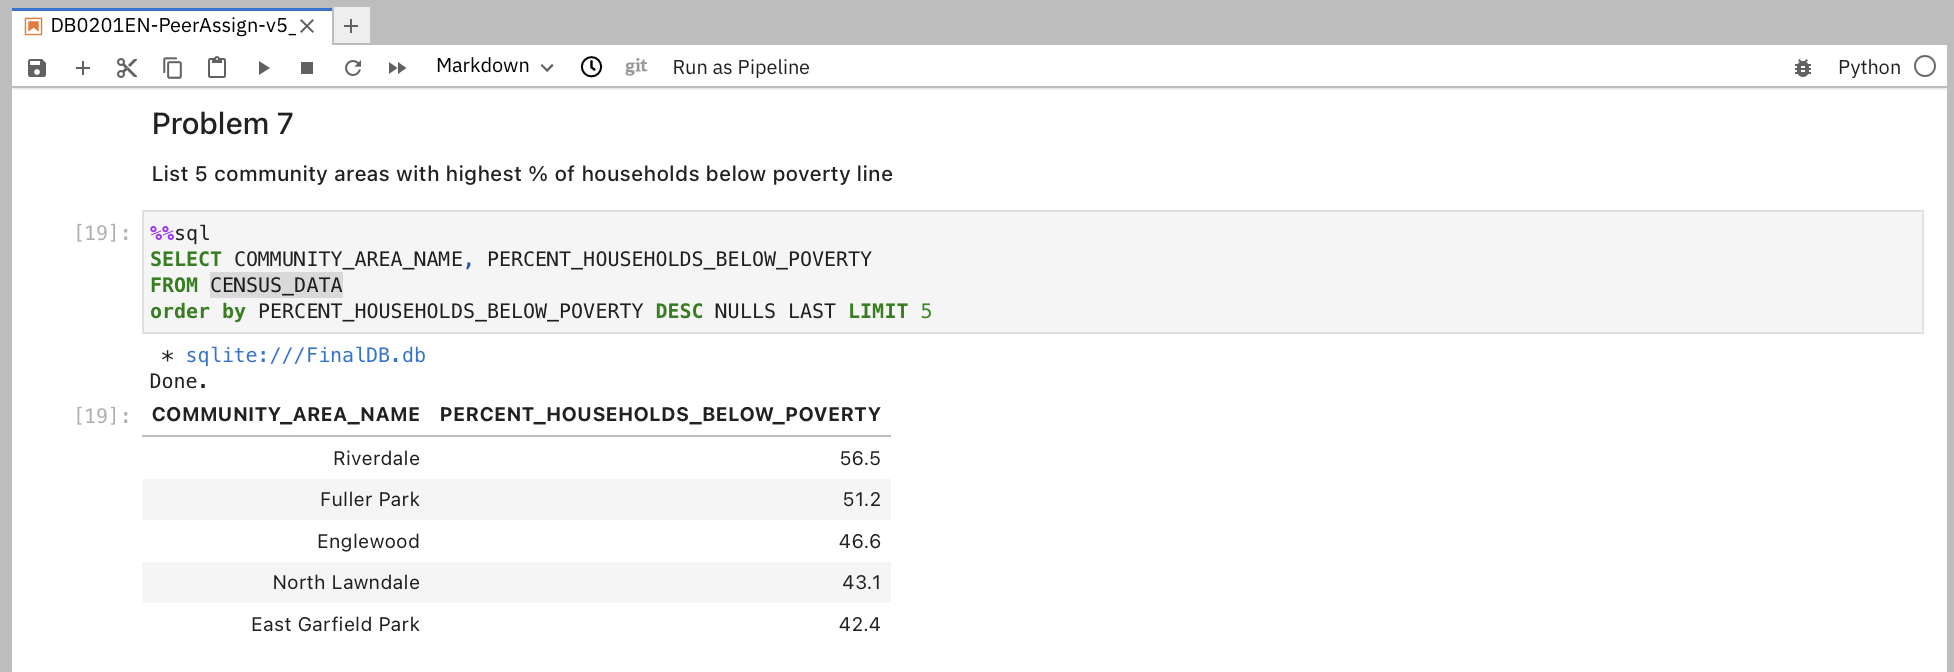 DB0201EN-PeerAssign-v5_
Markdown git Run as Pipeline Python
Problem 7
List 5 community areas with highest % of households below poverty line
[19]: %%sql
SELECT COMMUNITY_AREA_NAME, PERCENT_HOUSEHOLDS_BELOW_POVERTY
FROM CENSUS_DATA
order by PERCENT_HOUSEHOLDS_BELOW_POVERTY DESC NULLS LAST LIMIT 5
* sqlite:///FinalDB.db
Done.
[19]: COMMUNITY_AREA_NAME PERCENT_HOUSEHOLDS_BELOW_POVERTY
Riverdale 56.5
Fuller Park 51.2
Englewood 46.6
North Lawndale 43.1
East Garfield Park 42.4